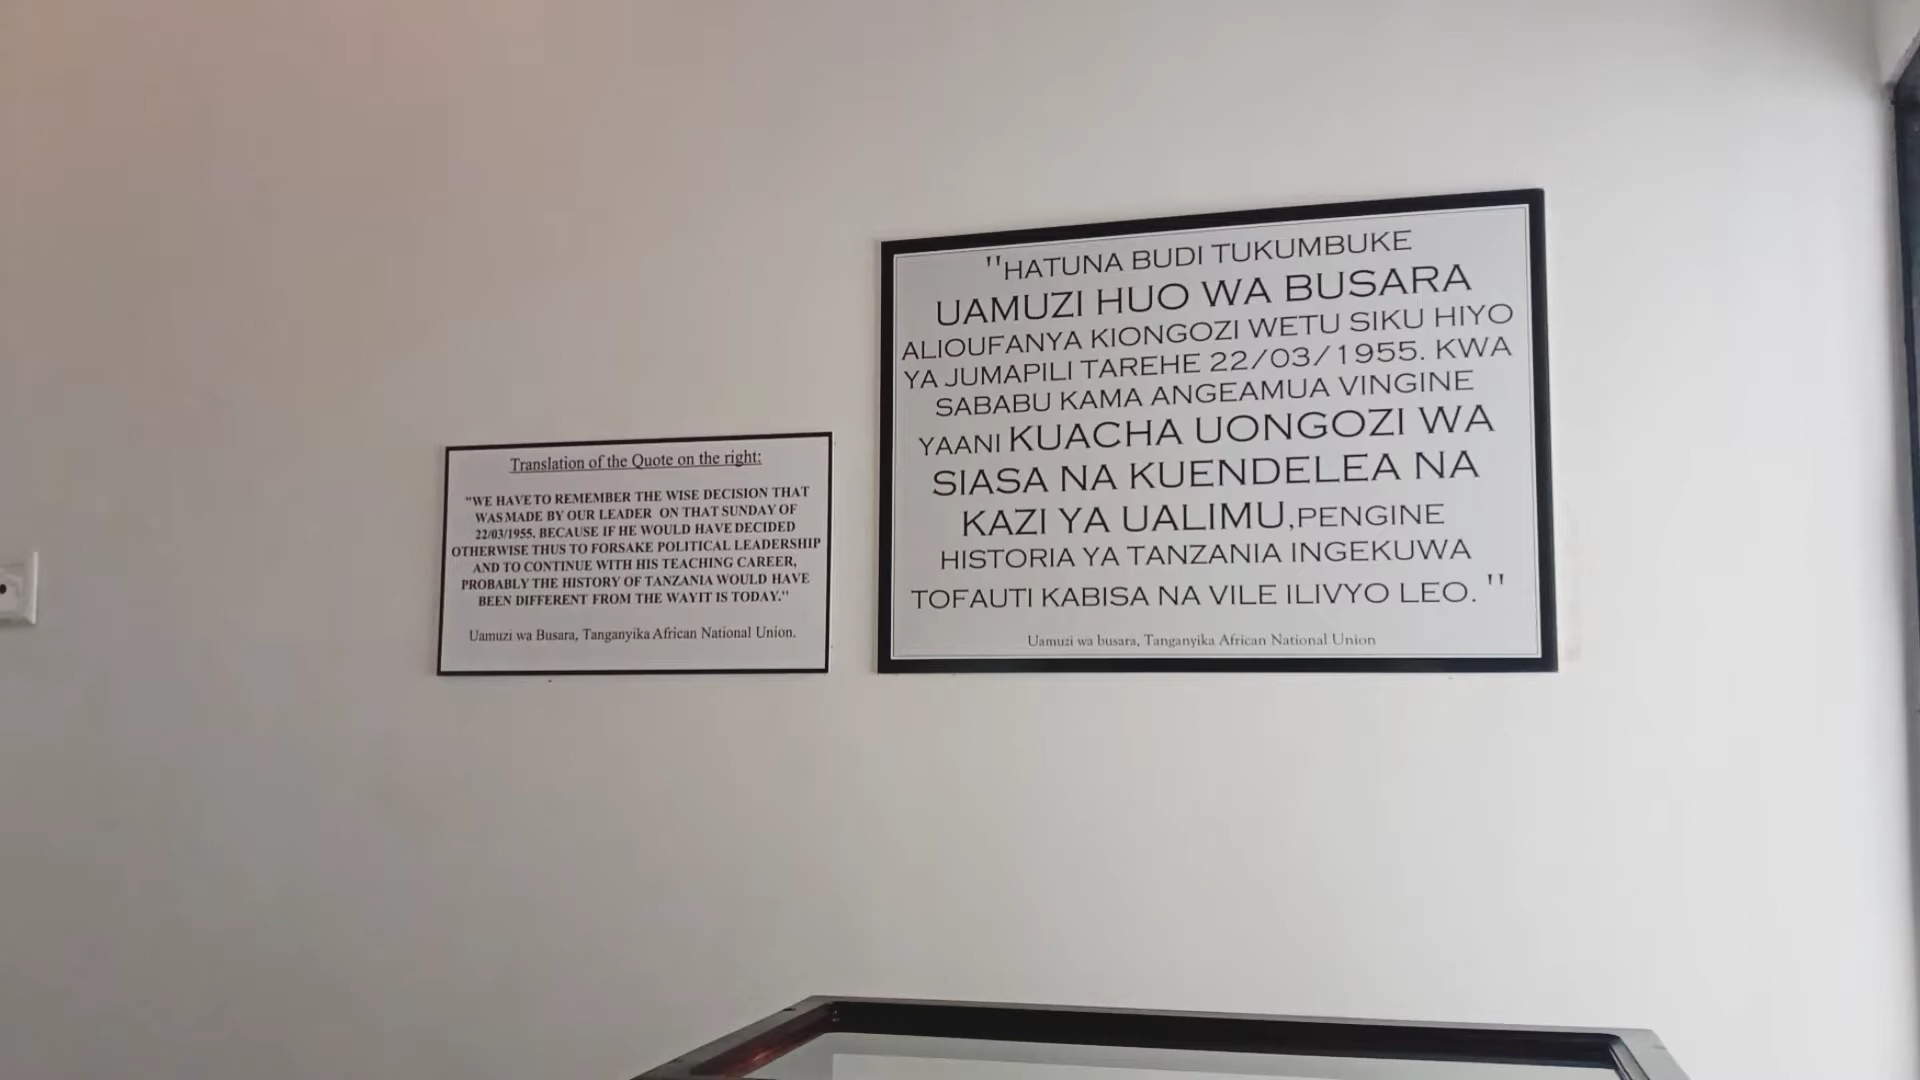 Translation of the Quote on the right:
"WE HAVE TO REMEMBER THE WISE DECISION THAT
WAS MADE BY OUR LEADER ON THAT SUNDAY OF
22/03/1955. BECAUSE IF HE WOULD HAVE DECIDED
OTHERWISE THUS TO FORSAKE POLITICAL LEADERSHIP
AND TO CONTINUE WITH HIS TEACHING CAREER,
PROBABLY THE HISTORY OF TANZANIA WOULD HAVE
BEEN DIFFERENT FROM THE WAY IT IS TODAY."
Uamuzi wa Busara, Tanganyika African National Union.
"HATUNA BUDI TUKUMBUKE
UAMUZI HUO WA BUSARA
ALIOUFANYA KIONGOZI WETU SIKU HIYO
YA JUMAPILI TAREHE 22/03/1955. KWA
SABABU KAMA ANGEAMUA VINGINE
YAANI KUACHA UONGOZI WA
SIASA NA KUENDELEA NA
KAZI YA UALIMU,PENGINE
HISTORIA YA TANZANIA INGEKUWA
TOFAUTI KABISA NA VILE ILIVYO LEO."
Uamuzi wa busara, Tanganyika African National Union